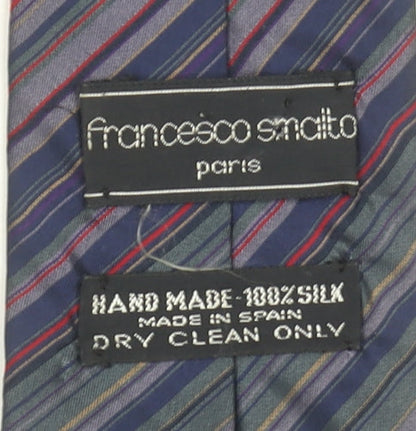 francesco smalto
paris
HAND MADE-100% SILK
MADE IN SPAIN
DRY CLEAN ONLY